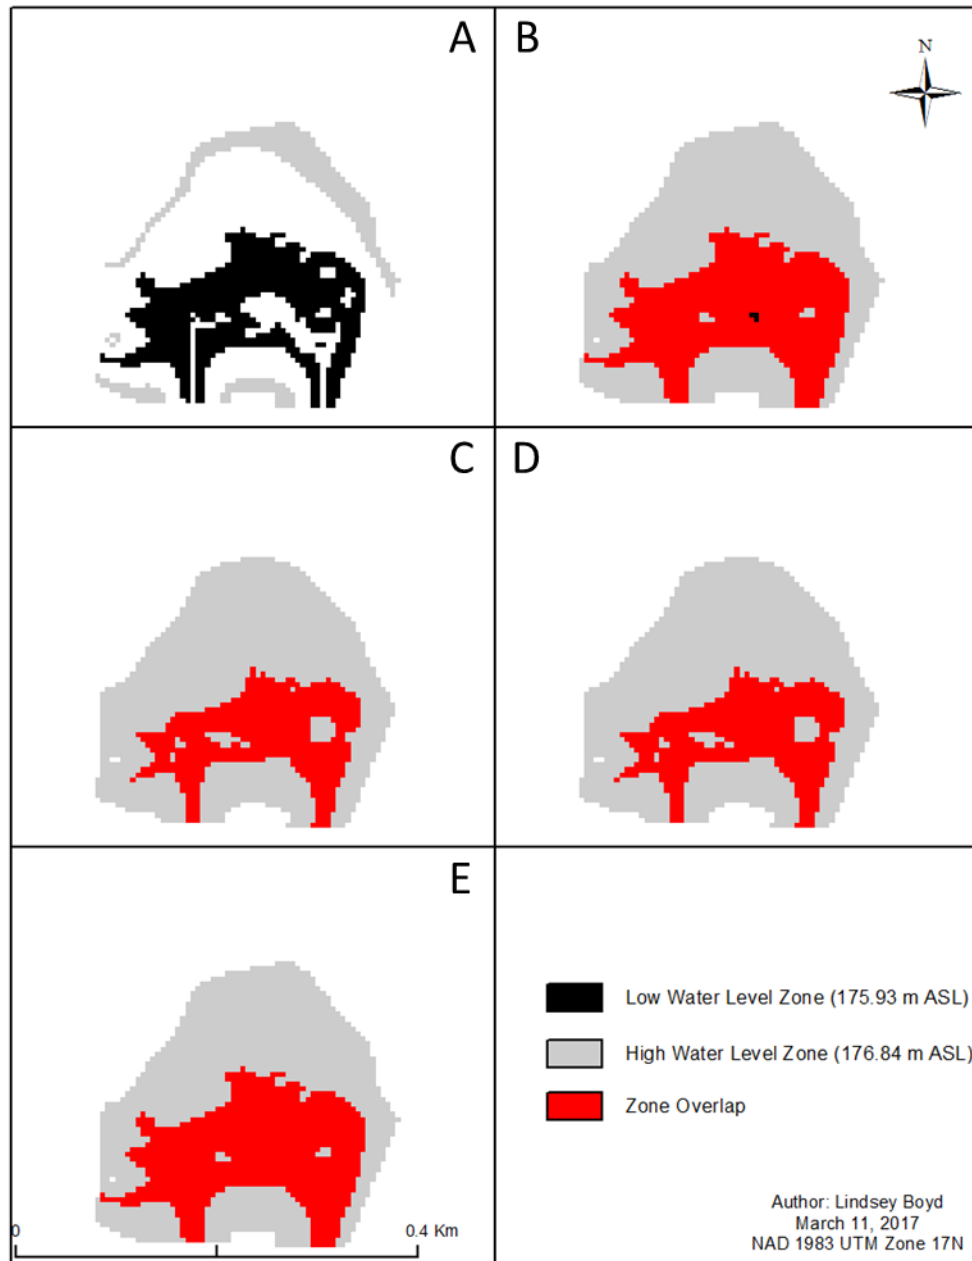 A
B
N
C
D
E
Low Water Level Zone (175.93 m ASL)
High Water Level Zone (176.84 m ASL)
Zone Overlap
0
0.4 Km
Author: Lindsey Boyd
March 11, 2017
NAD 1983 UTM Zone 17N